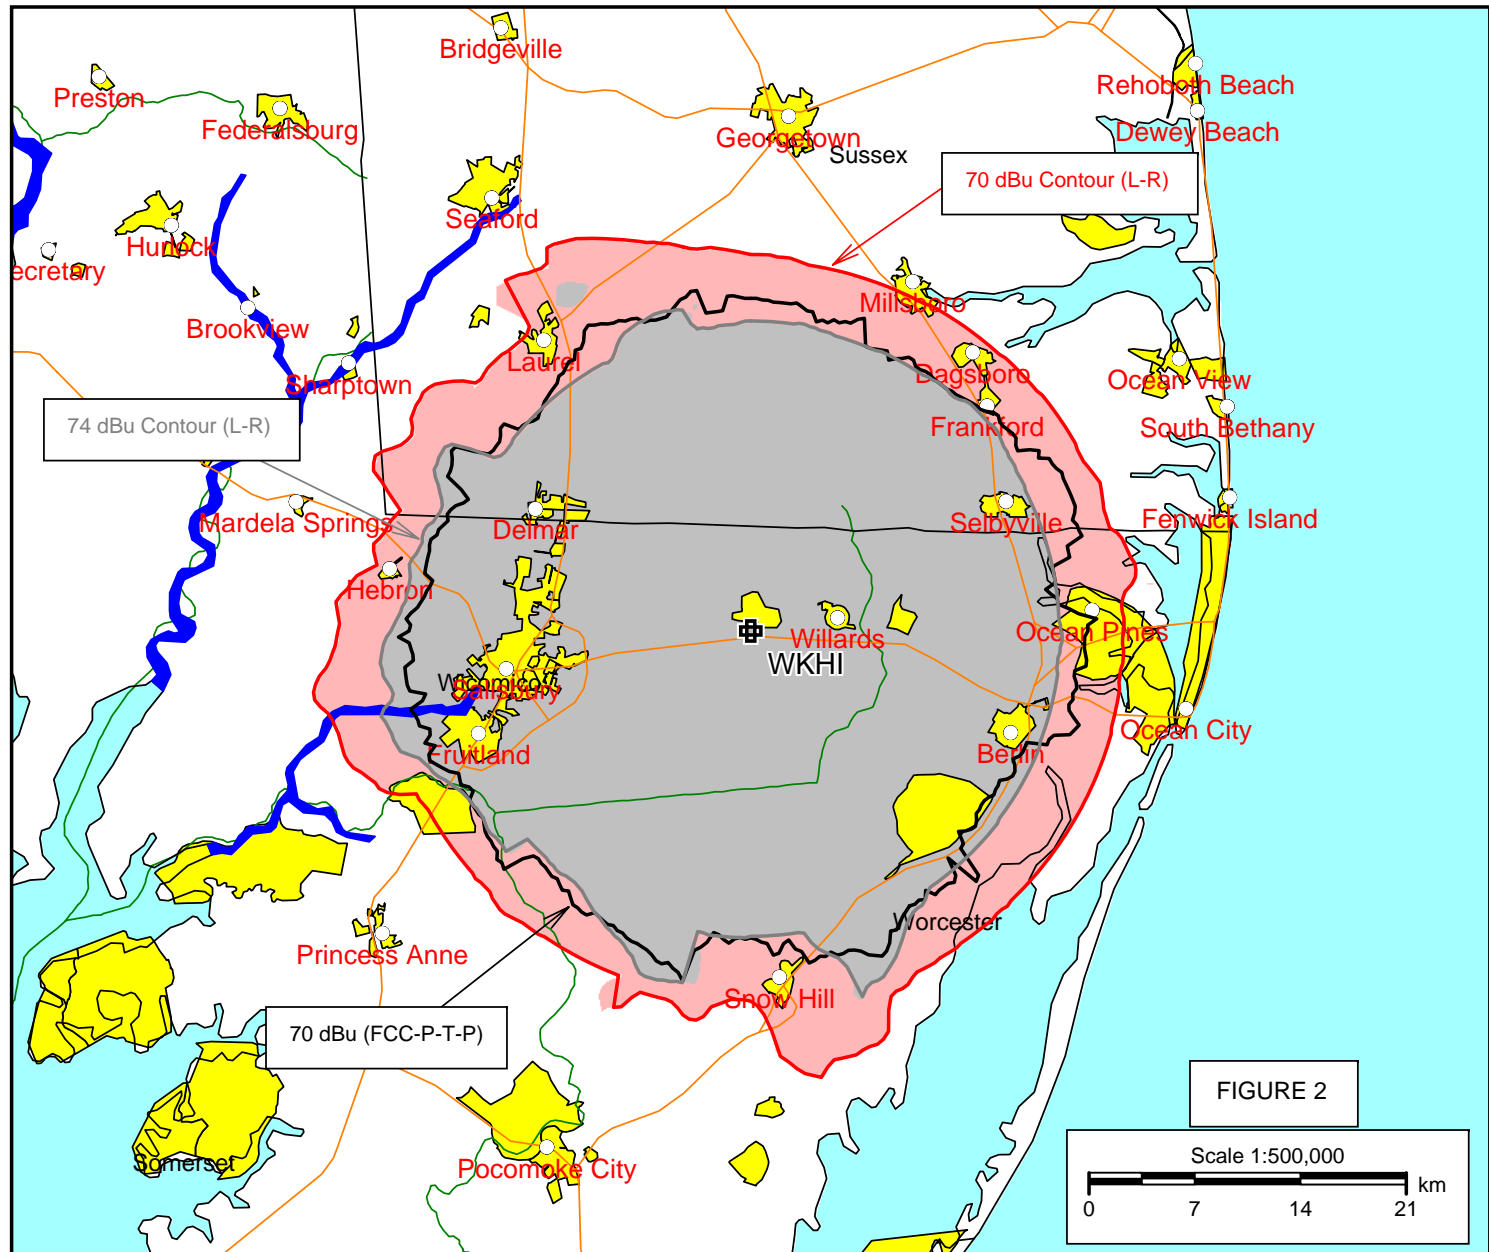 Bridgeville
Preston
Federalsburg
Georgetown
Sussex
Rehoboth Beach
Dewey Beach
70 dBu Contour (L-R)
Seaford
Hurlock
ecretary
Brookview
Millsboro
Sharptown
Laurel
Dagsboro
Ocean View
74 dBu Contour (L-R)
Frankford
South Bethany
Mardela Springs
Delmar
Selbyville
Fenwick Island
Hebron
Willards
Ocean Pines
WKHI
Wicomico
Salisbury
Fruitland
Berlin
Ocean City
Worcester
Princess Anne
Snow Hill
70 dBu (FCC-P-T-P)
FIGURE 2
Somerset
Pocomoke City
Scale 1:500,000
km
0 7 14 21